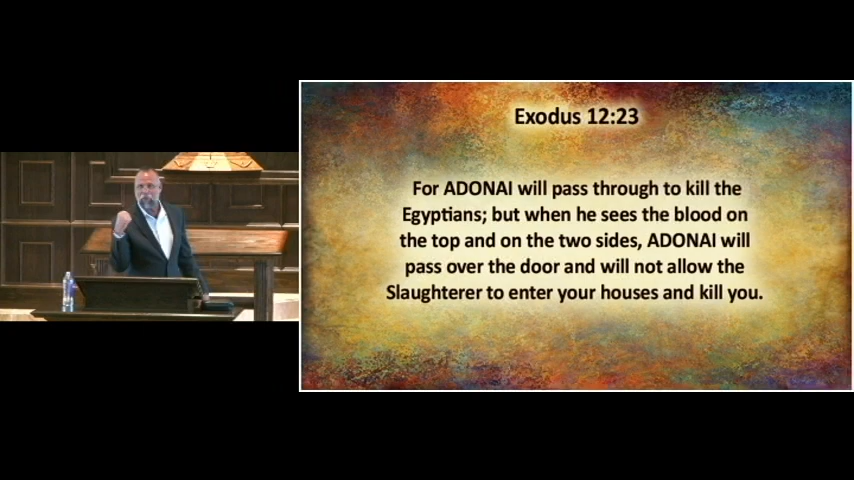 Exodus 12:23
For ADONAI will pass through to kill the
Egyptians; but when he sees the blood on
the top and on the two sides, ADONAI will
pass over the door and will not allow the
Slaughterer to enter your houses and kill you.